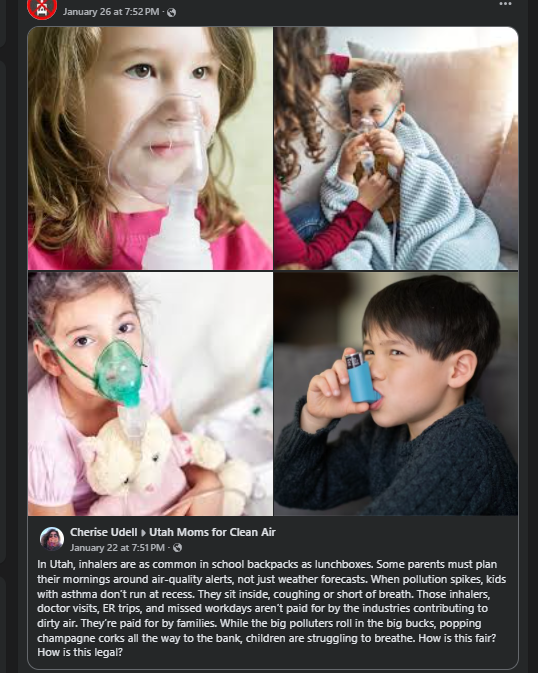 January 26 at 7:52 PM ·
Cherise Udell ▸ Utah Moms for Clean Air
January 22 at 7:51 PM ·
In Utah, inhalers are as common in school backpacks as lunchboxes. Some parents must plan
their mornings around air-quality alerts, not just weather forecasts. When pollution spikes, kids
with asthma don't run at recess. They sit inside, coughing or short of breath. Those inhalers,
doctor visits, ER trips, and missed workdays aren't paid for by the industries contributing to
dirty air. They're paid for by families. While the big polluters roll in the big bucks, popping
champagne corks all the way to the bank, children are struggling to breathe. How is this fair?
How is this legal?